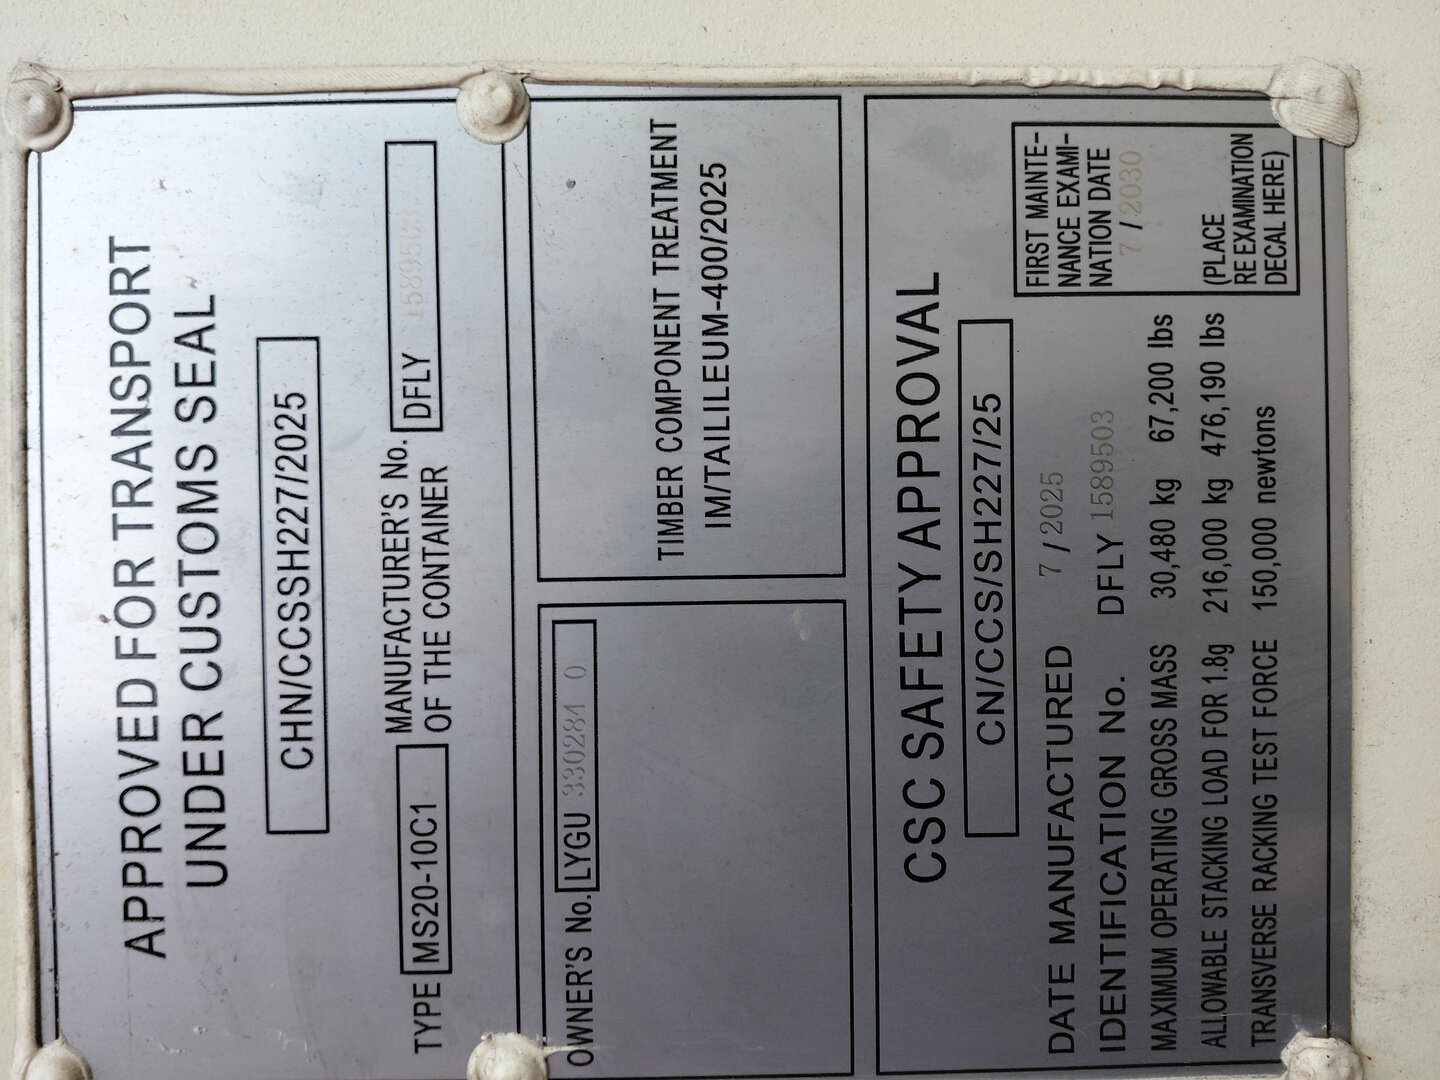 APPROVED FOR TRANSPORT
UNDER CUSTOMS SEAL
CHN/CCSSH227/2025
TYPE MS20-10C1 MANUFACTURER'S No. OF THE CONTAINER DFLY 1589503
OWNER'S No. LYGU 330284 0
TIMBER COMPONENT TREATMENT
IM/TAILILEUM-400/2025
CSC SAFETY APPROVAL
CN/CCS/SH227/25
DATE MANUFACTURED 7 / 2025
IDENTIFICATION No. DFLY 1589503
MAXIMUM OPERATING GROSS MASS 30,480 kg 67,200 lbs
ALLOWABLE STACKING LOAD FOR 1.8g 216,000 kg 476,190 lbs
TRANSVERSE RACKING TEST FORCE 150,000 newtons
FIRST MAINTE-
NANCE EXAMI-
NATION DATE
7 / 2030
(PLACE
RE EXAMINATION
DECAL HERE)